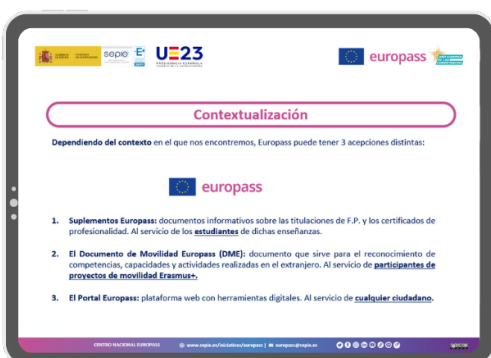 sepie
UE23
europass
Contextualización
Dependiendo del contexto en el que nos encontremos, Europass puede tener 3 acepciones distintas:
europass
1. Suplementos Europass: documentos informativos sobre las titulaciones de F.P. y los certificados de
profesionalidad. Al servicio de los estudiantes de dichas enseñanzas.
2. El Documento de Movilidad Europass (DME): documento que sirve para el reconocimiento de
competencias, capacidades y actividades realizadas en el extranjero. Al servicio de participantes de
proyectos de movilidad Erasmus+.
3. El Portal Europass: plataforma web con herramientas digitales. Al servicio de cualquier ciudadano.
CENTRO NACIONAL EUROPASS www.sepie.es/iniciativas/europass | europass@sepie.es